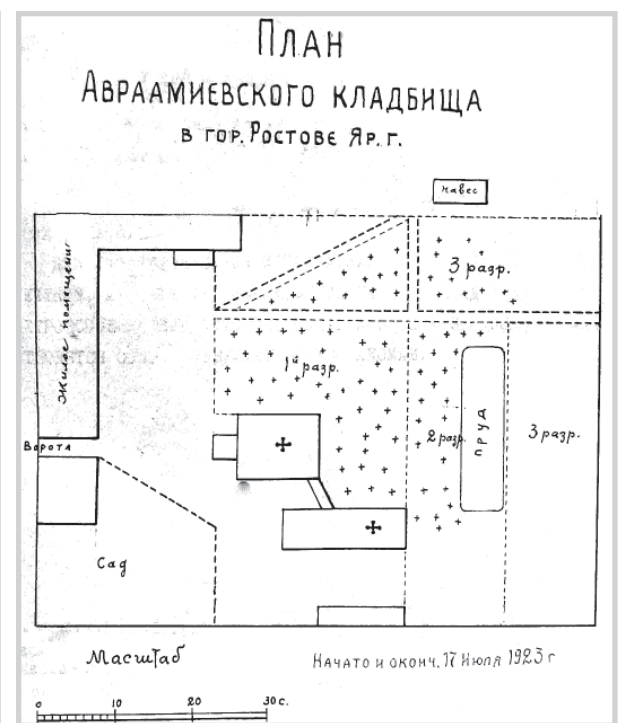 План
Авраамиевского кладбища
в гор. Ростове Яр. г.
навес
3 разр.
Жилое помещение
1й разр.
Ворота
2 разр.
пруд
3 разр.
Сад
Масштаб
Начато и оконч. 17 Июля 1923 г
0 10 20 30 с.